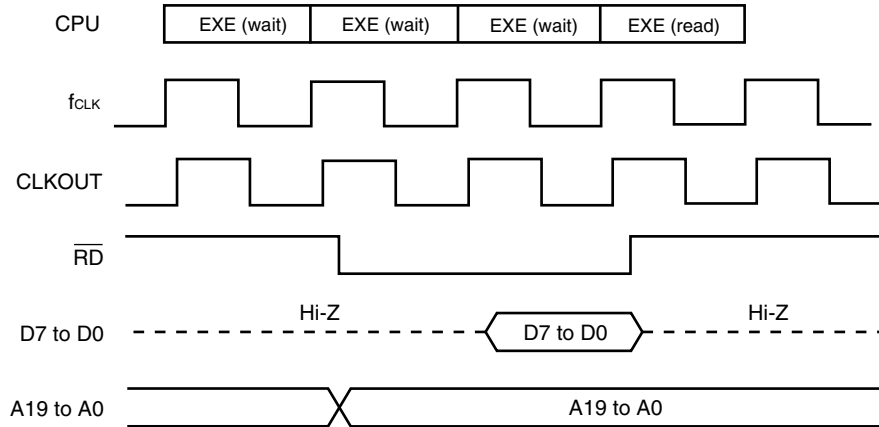 CPU EXE (wait) EXE (wait) EXE (wait) EXE (read)
fCLK
CLKOUT
RD
Hi-Z Hi-Z
D7 to D0 D7 to D0
A19 to A0 A19 to A0